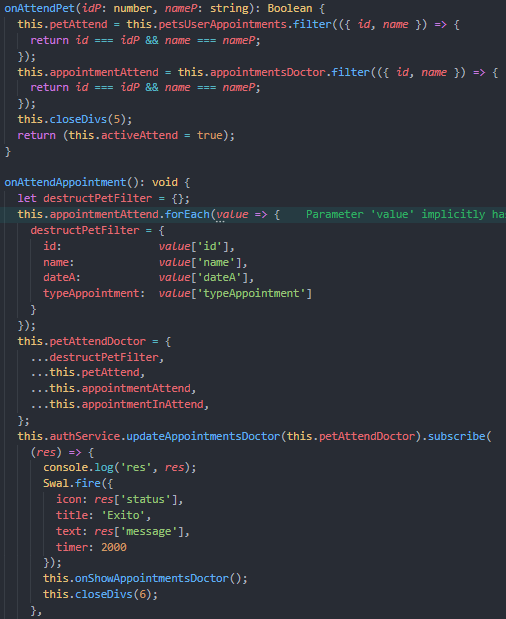 onAttendPet(idP: number, nameP: string): Boolean {
  this.petAttend = this.petsUserAppointments.filter(({ id, name }) => {
    return id === idP && name === nameP;
  });
  this.appointmentAttend = this.appointmentsDoctor.filter(({ id, name }) => {
    return id === idP && name === nameP;
  });
  this.closeDivs(5);
  return (this.activeAttend = true);
}

onAttendAppointment(): void {
  let destructPetFilter = {};
  this.appointmentAttend.forEach(value => {    Parameter 'value' implicitly ha
    destructPetFilter = {
      id:              value['id'],
      name:            value['name'],
      dateA:           value['dateA'],
      typeAppointment:  value['typeAppointment']
    }
  });
  this.petAttendDoctor = {
    ...destructPetFilter,
    ...this.petAttend,
    ...this.appointmentAttend,
    ...this.appointmentInAttend,
  };
  this.authService.updateAppointmentsDoctor(this.petAttendDoctor).subscribe(
    (res) => {
      console.log('res', res);
      Swal.fire({
        icon: res['status'],
        title: 'Exito',
        text: res['message'],
        timer: 2000
      });
      this.onShowAppointmentsDoctor();
      this.closeDivs(6);
    },